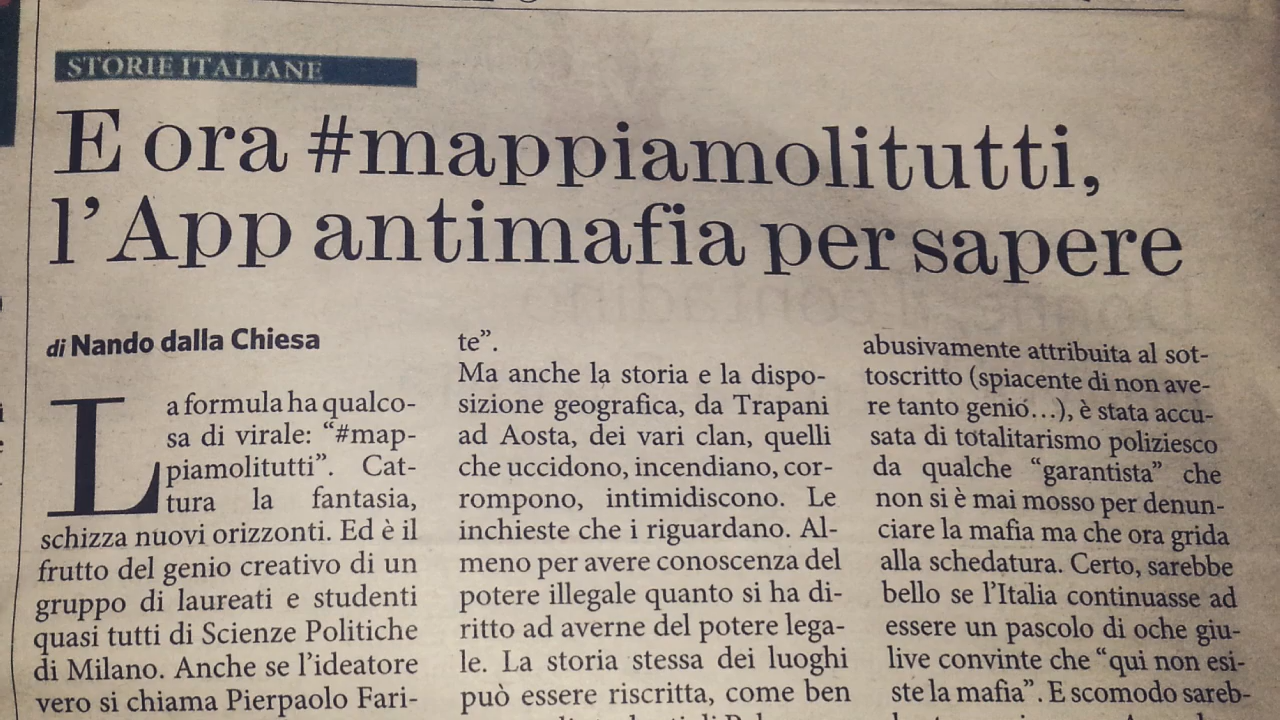 STORIE ITALIANE
E ora #mappiamolitutti,
l’App antimafia per sapere
di Nando dalla Chiesa
La formula ha qualco-
sa di virale: “#map-
piamolitutti”. Cat-
tura la fantasia,
schizza nuovi orizzonti. Ed è il
frutto del genio creativo di un
gruppo di laureati e studenti
quasi tutti di Scienze Politiche
di Milano. Anche se l’ideatore
vero si chiama Pierpaolo Fari-
te”.
Ma anche la storia e la dispo-
sizione geografica, da Trapani
ad Aosta, dei vari clan, quelli
che uccidono, incendiano, cor-
rompono, intimidiscono. Le
inchieste che i riguardano. Al-
meno per avere conoscenza del
potere illegale quanto si ha di-
ritto ad averne del potere lega-
le. La storia stessa dei luoghi
può essere riscritta, come ben
abusivamente attribuita al sot-
toscritto (spiacente di non ave-
re tanto genio…), è stata accu-
sata di totalitarismo poliziesco
da qualche “garantista” che
non si è mai mosso per denun-
ciare la mafia ma che ora grida
alla schedatura. Certo, sarebbe
bello se l’Italia continuasse ad
essere un pascolo di oche giu-
live convinte che “qui non esi-
ste la mafia”. E scomodo sareb-